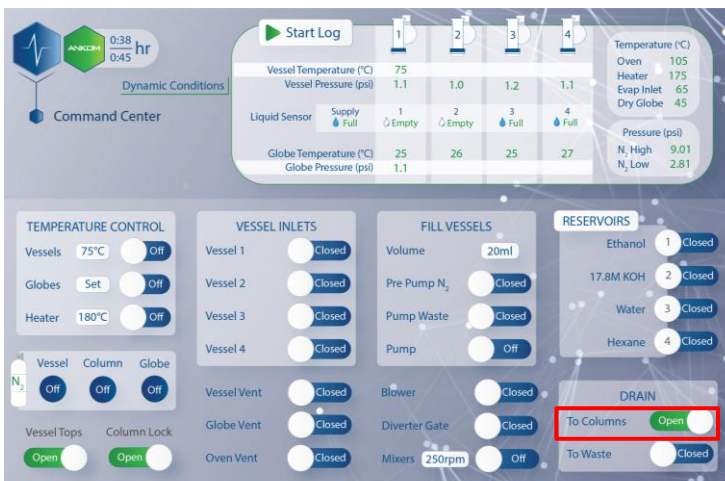 ANKOM
0:38
0:45 hr
Dynamic Conditions
Command Center
Start Log
1 2 3 4
Vessel Temperature (°C) 75
Vessel Pressure (psi) 1.1 1.0 1.2 1.1
Liquid Sensor Supply 1 2 3 4
Full Empty Empty Full Full
Globe Temperature (°C) 25 26 25 27
Globe Pressure (psi) 1.1
Temperature (°C)
Oven 105
Heater 175
Evap Inlet 65
Dry Globe 45
Pressure (psi)
N2 High 9.01
N2 Low 2.81
TEMPERATURE CONTROL
Vessels 75°C Off
Globes Set Off
Heater 180°C Off
N2
Vessel Column Globe
Off Off Off
Vessel Tops Column Lock
Open Open
VESSEL INLETS
Vessel 1 Closed
Vessel 2 Closed
Vessel 3 Closed
Vessel 4 Closed
Vessel Vent Closed
Globe Vent Closed
Oven Vent Closed
FILL VESSELS
Volume 20ml
Pre Pump N2 Closed
Pump Waste Closed
Pump Off
Blower Closed
Diverter Gate Closed
Mixers 250rpm Off
RESERVOIRS
Ethanol 1 Closed
17.8M KOH 2 Closed
Water 3 Closed
Hexane 4 Closed
DRAIN
To Columns Open
To Waste Closed